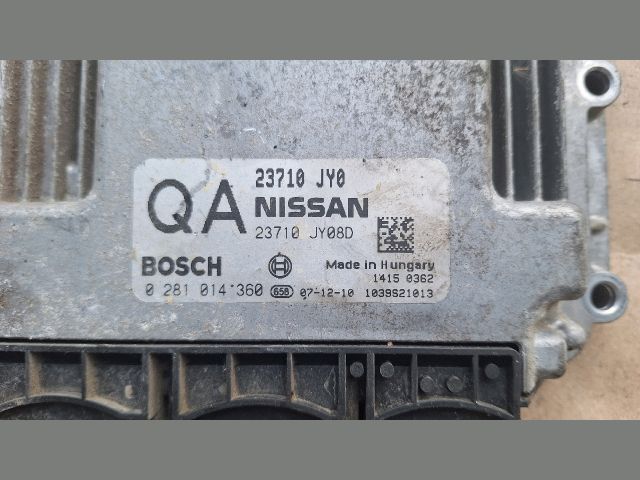 23710 JY0
QA NISSAN
23710 JY08D
BOSCH Made in Hungary
1415 0362
0 281 014 360 658 07-12-10 1039S21013